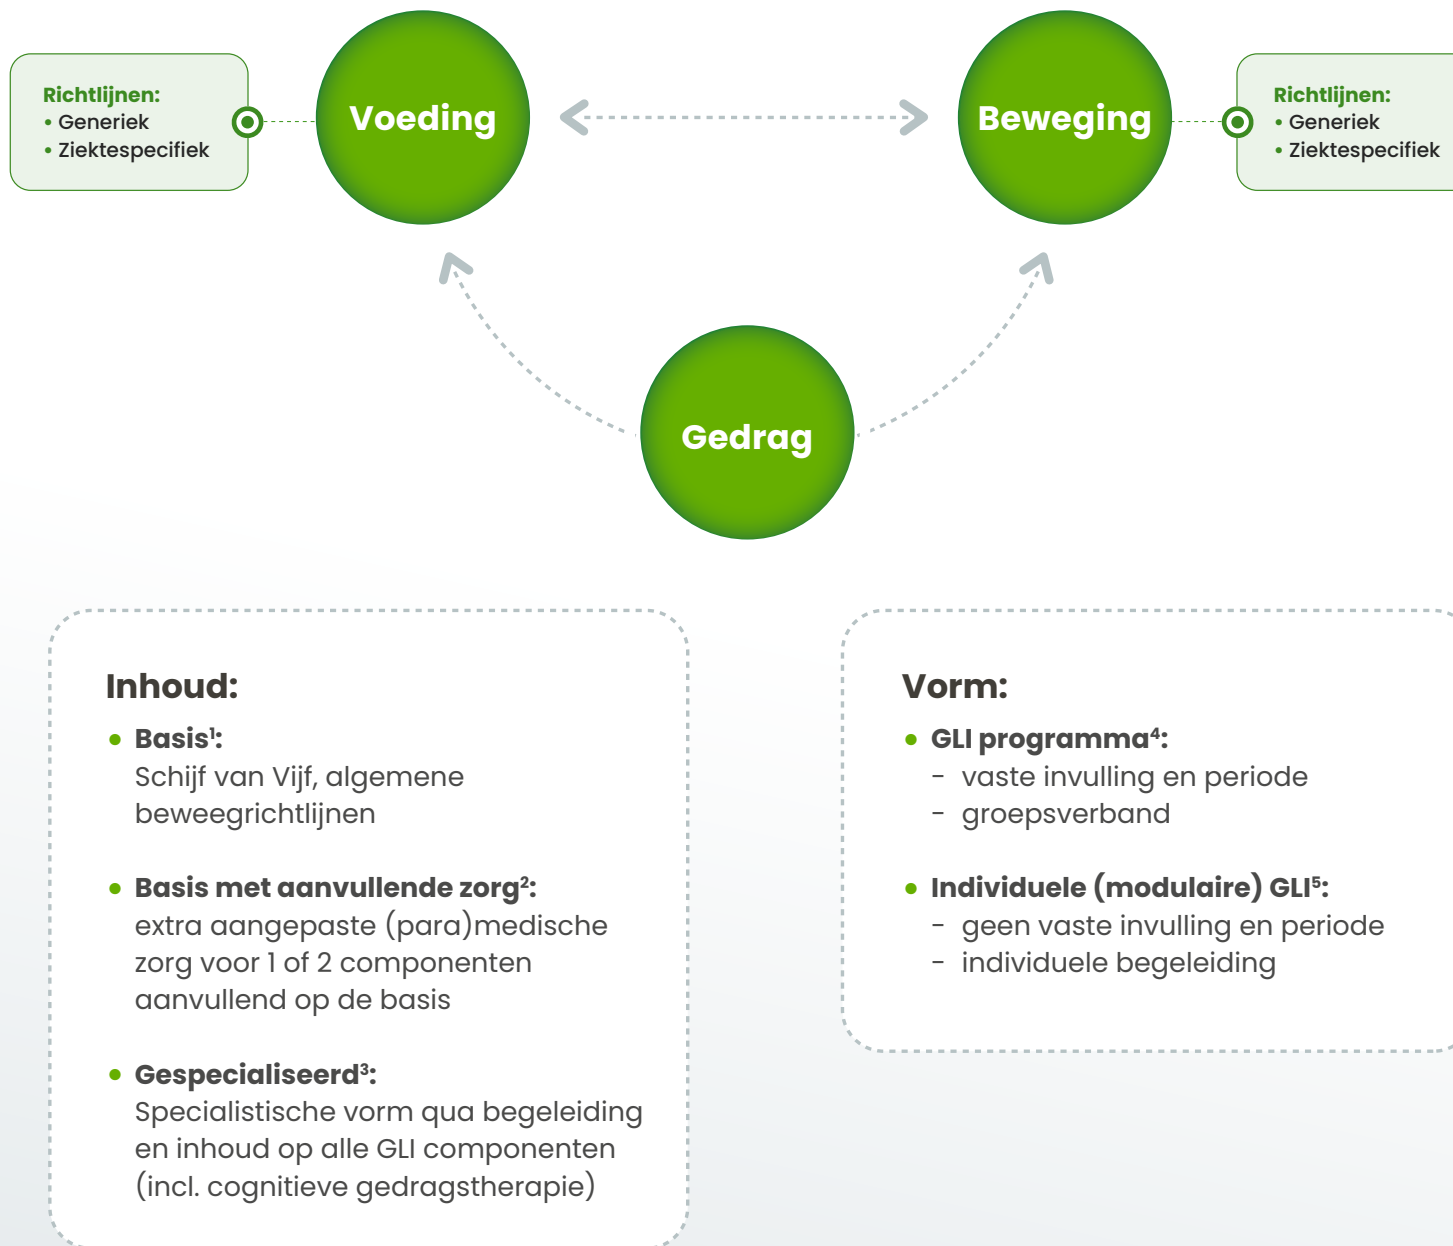 Richtlijnen:
• Generiek
• Ziektespecifiek
Voeding
Beweging
Richtlijnen:
• Generiek
• Ziektespecifiek
Gedrag
Inhoud:
• Basis¹:
Schijf van Vijf, algemene
beweegrichtlijnen
• Basis met aanvullende zorg²:
extra aangepaste (para)medische
zorg voor 1 of 2 componenten
aanvullend op de basis
• Gespecialiseerd³:
Specialistische vorm qua begeleiding
en inhoud op alle GLI componenten
(incl. cognitieve gedragstherapie)
Vorm:
• GLI programma⁴:
- vaste invulling en periode
- groepsverband
• Individuele (modulaire) GLI⁵:
- geen vaste invulling en periode
- individuele begeleiding